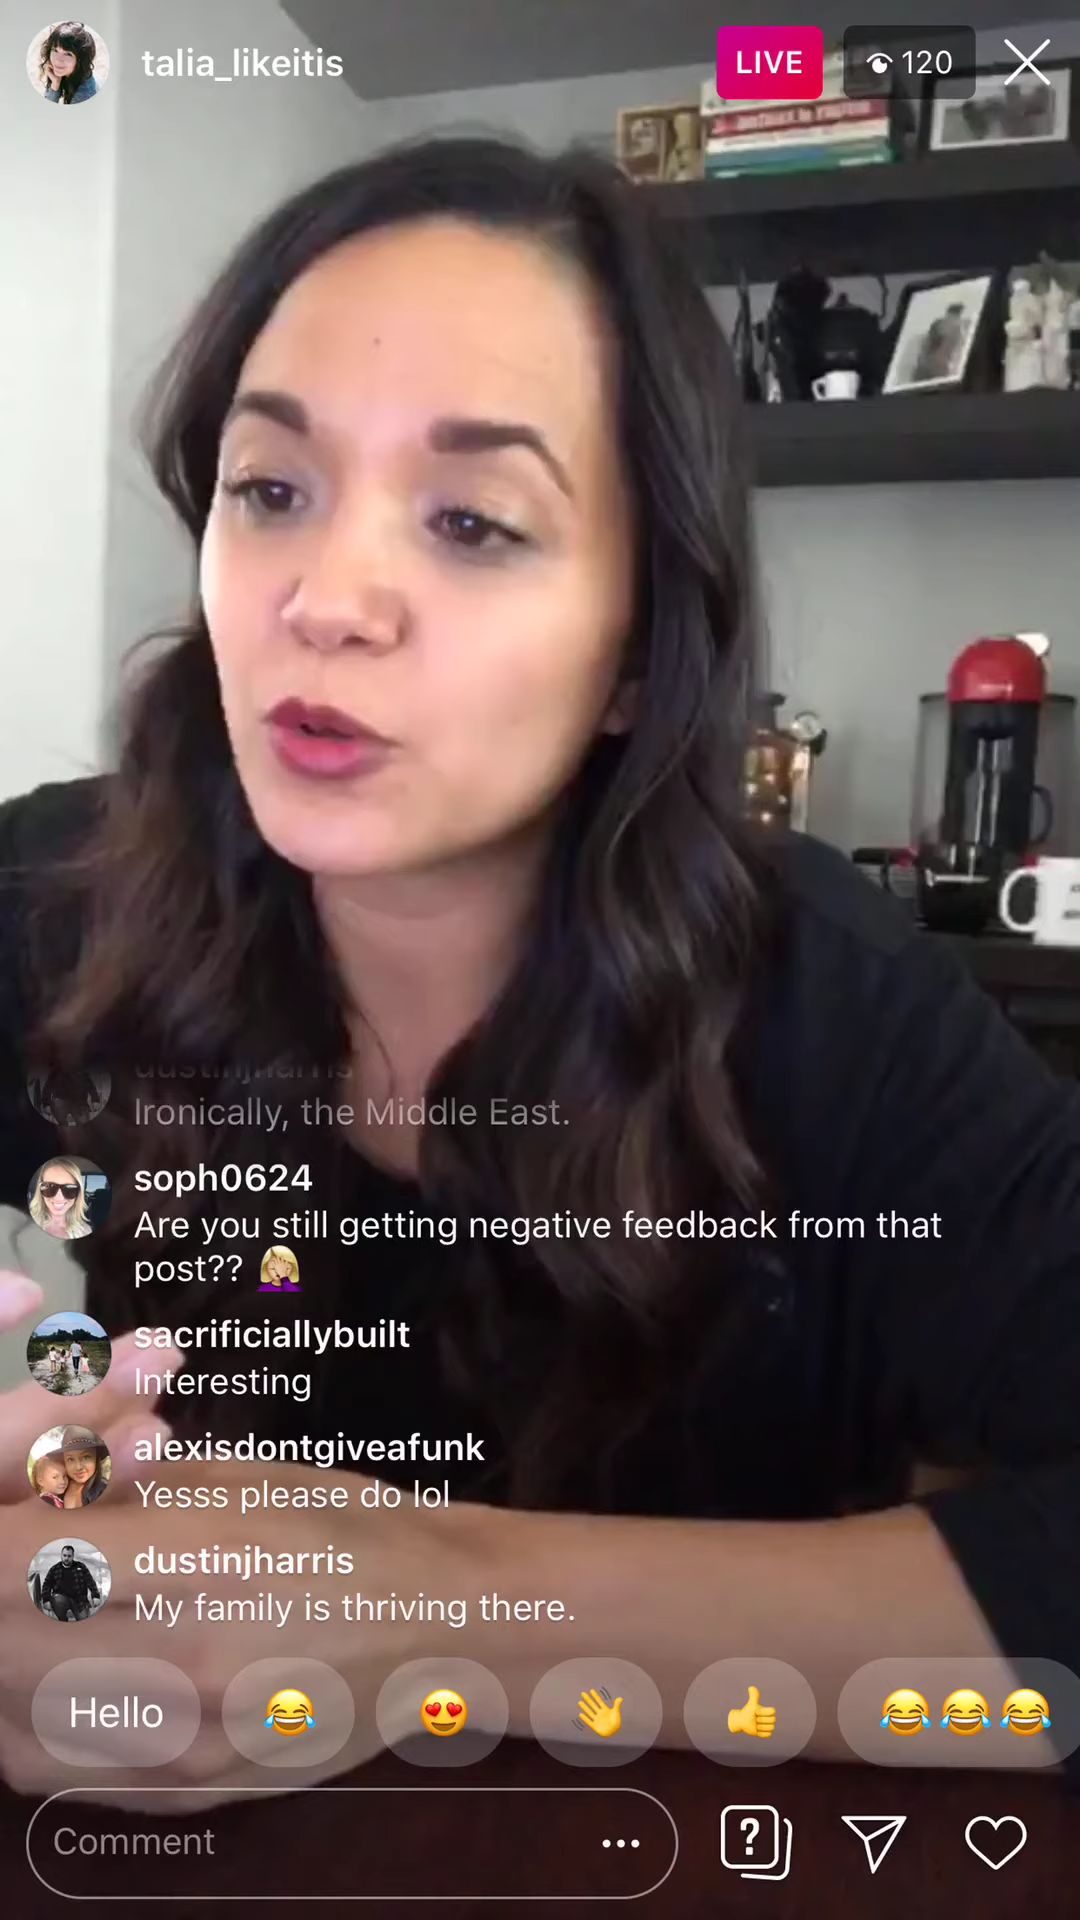 talia_likeitis
LIVE
120
dustinjharris
Ironically, the Middle East.
soph0624
Are you still getting negative feedback from that
post?? 🤦🏼‍♀️
sacrificiallybuilt
Interesting
alexisdontgiveafunk
Yesss please do lol
dustinjharris
My family is thriving there.
Hello 😂 😍 👋 👍 😂😂😂
Comment ...
?